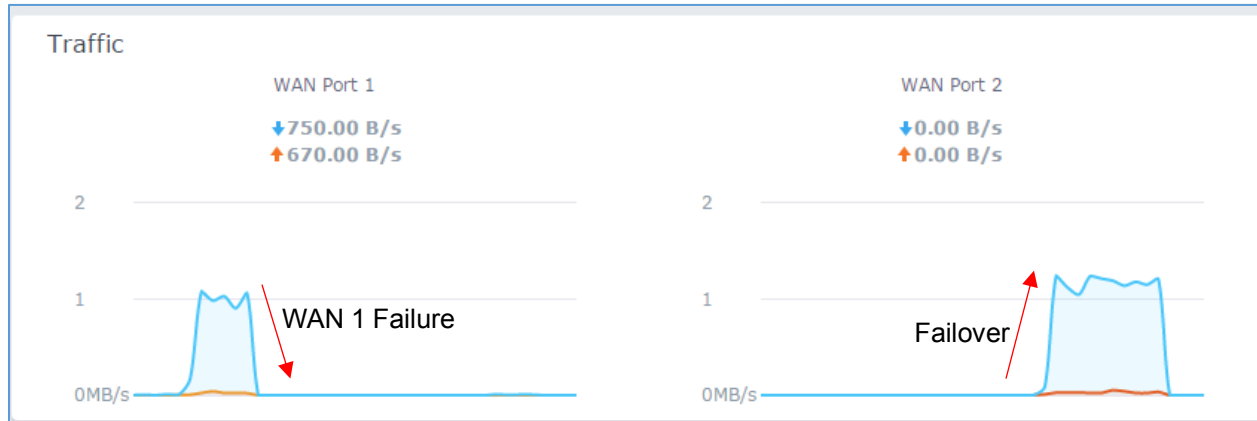 Traffic
WAN Port 1
↓750.00 B/s
↑670.00 B/s
2
1
0MB/s
WAN 1 Failure
WAN Port 2
↓0.00 B/s
↑0.00 B/s
2
1
0MB/s
Failover